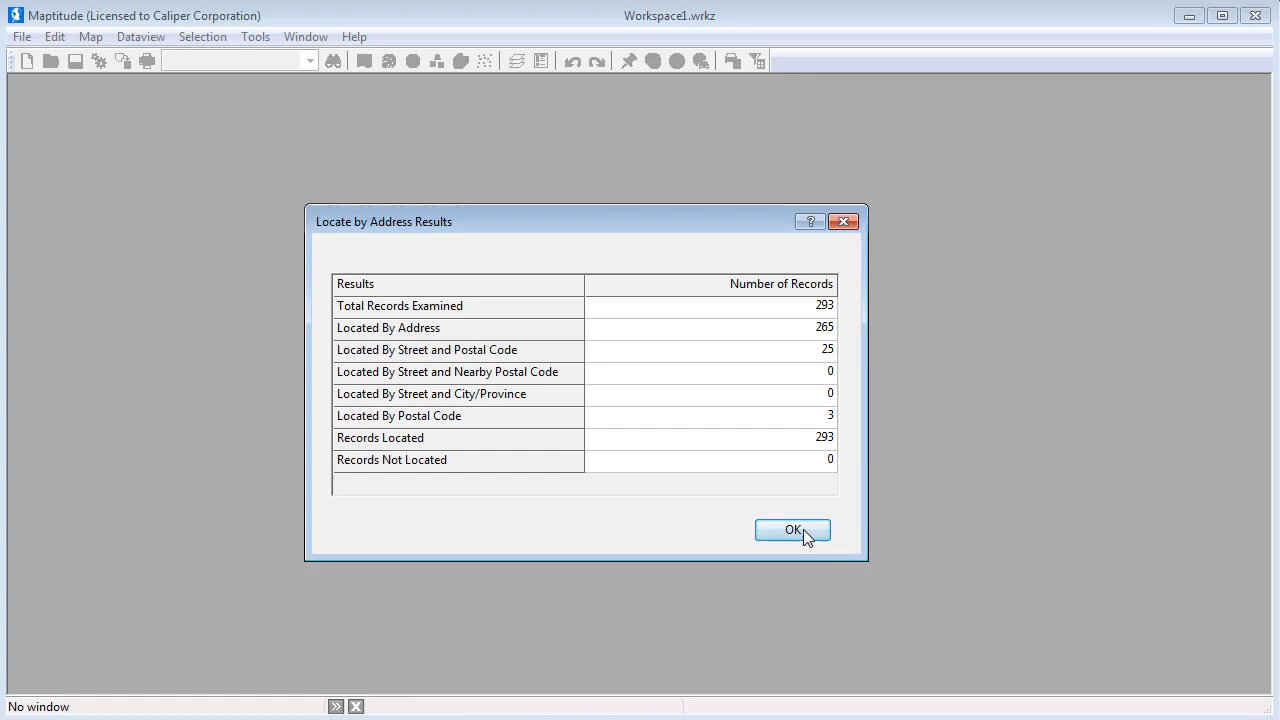 Maptitude (Licensed to Caliper Corporation) Workspace1.wrkz
File Edit Map Dataview Selection Tools Window Help
Locate by Address Results ?
Results Number of Records
Total Records Examined 293
Located By Address 265
Located By Street and Postal Code 25
Located By Street and Nearby Postal Code 0
Located By Street and City/Province 0
Located By Postal Code 3
Records Located 293
Records Not Located 0
OK
No window